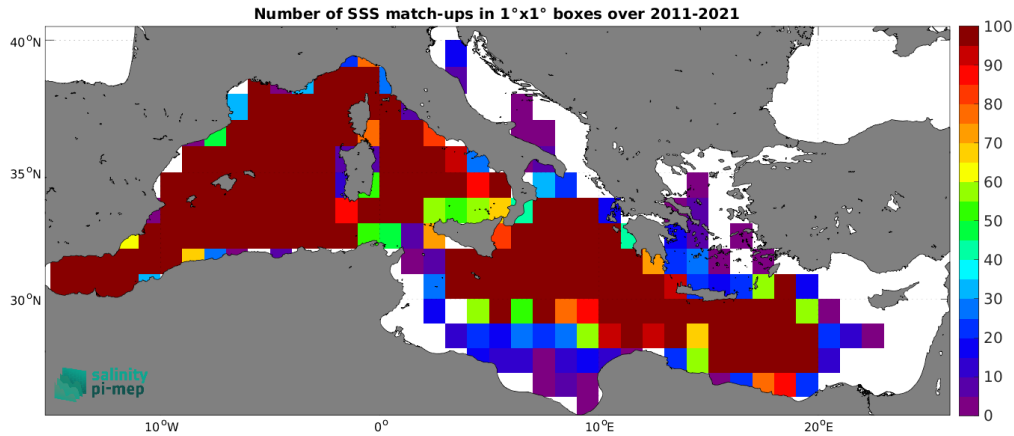 Number of SSS match-ups in 1°x1° boxes over 2011-2021
40°N
35°N
30°N
10°W
0°
10°E
20°E
100
90
80
70
60
50
40
30
20
10
0
salinity
pi-mep